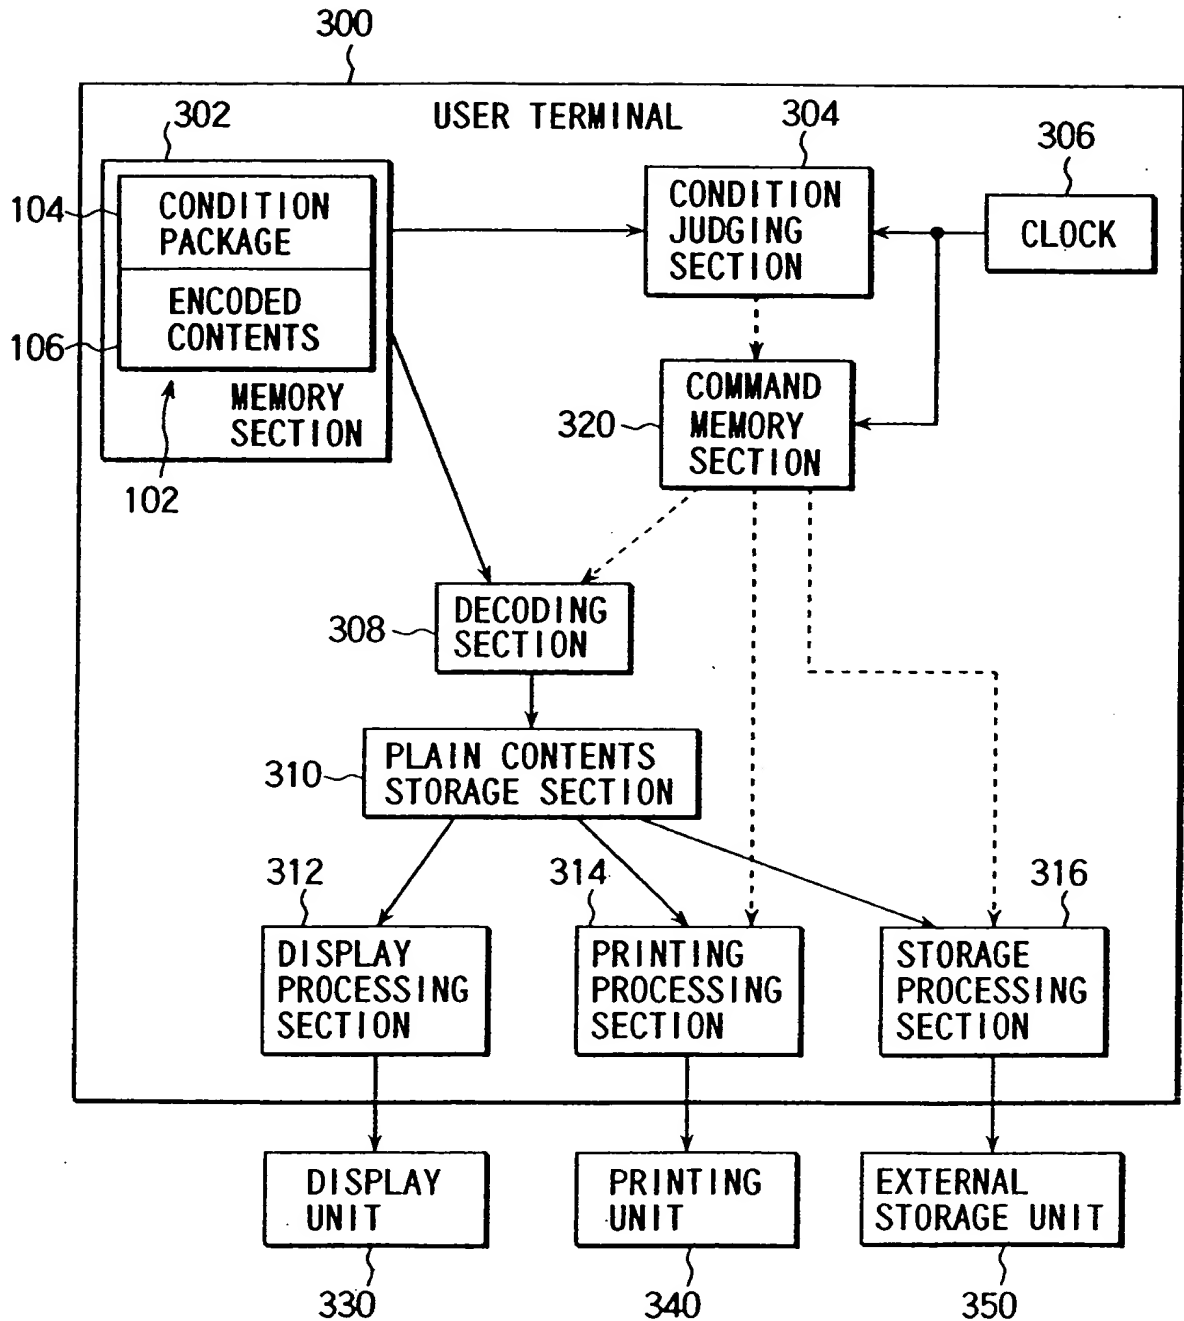 300
USER TERMINAL
302
304
306
104
CONDITION
PACKAGE
CONDITION
JUDGING
SECTION
CLOCK
106
ENCODED
CONTENTS
MEMORY
SECTION
102
320
COMMAND
MEMORY
SECTION
308
DECODING
SECTION
310
PLAIN CONTENTS
STORAGE SECTION
312
314
316
DISPLAY
PROCESSING
SECTION
PRINTING
PROCESSING
SECTION
STORAGE
PROCESSING
SECTION
DISPLAY
UNIT
PRINTING
UNIT
EXTERNAL
STORAGE UNIT
330
340
350